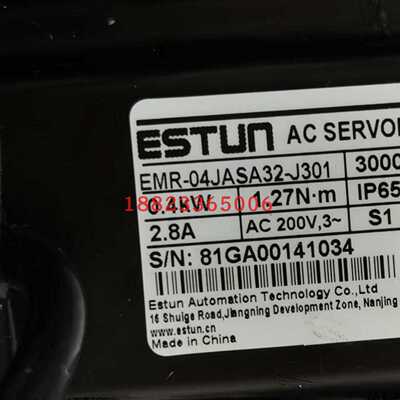 ESTUN AC SERVO
EMR-04JASA32-J301 3000
0.4kW 1.27N·m IP65
18823365006
2.8A AC 200V,3~ S1
S/N: 81GA00141034
Estun Automation Technology Co.,Ltd
16 Shuige Road,Jiangning Development Zone, Nanjing
www.estun.cn
Made in China